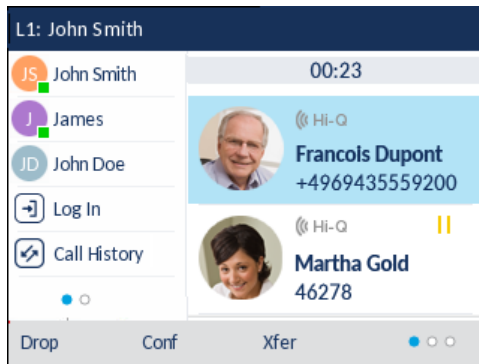 L1: John Smith
JS John Smith
J James
JD John Doe
Log In
Call History
00:23
Hi-Q
Francois Dupont
+4969435559200
Hi-Q
Martha Gold
46278
Drop Conf Xfer